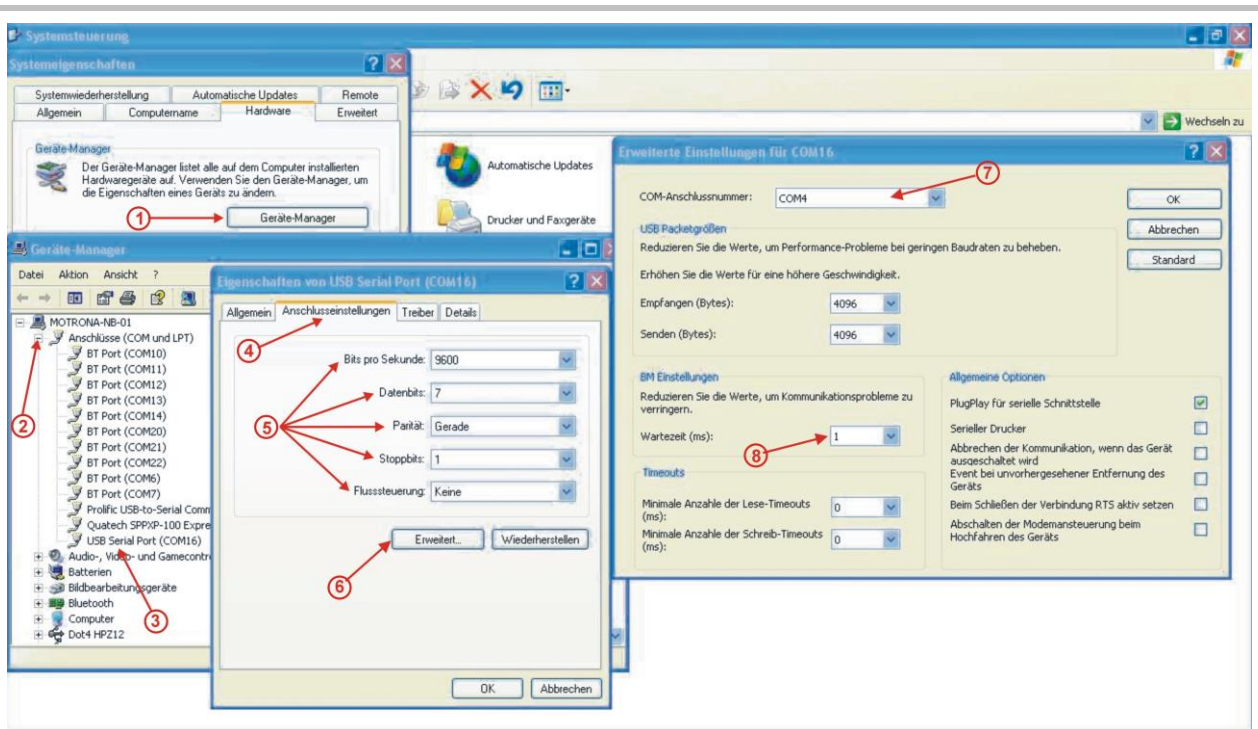 Systemsteuerung
Systemeigenschaften
Systemwiederherstellung Automatische Updates Remote
Allgemein Computername Hardware Erweitert
Geräte-Manager
Der Geräte-Manager listet alle auf dem Computer installierten
Hardwaregeräte auf. Verwenden Sie den Geräte-Manager, um
die Eigenschaften eines Geräts zu ändern.
1
Geräte-Manager
Wechseln zu
Automatische Updates
Drucker und Faxgeräte
Geräte-Manager
Datei Aktion Ansicht ?
MOTRONA-NB-01
Anschlüsse (COM und LPT)
BT Port (COM10)
BT Port (COM11)
BT Port (COM12)
BT Port (COM13)
BT Port (COM14)
BT Port (COM20)
BT Port (COM21)
BT Port (COM22)
BT Port (COM6)
BT Port (COM7)
Prolific USB-to-Serial Comm
Quatech SPPXP-100 Expre
USB Serial Port (COM16)
Audio-, Video- und Gamecontr
Batterien
Bildbearbeitungsgeräte
Bluetooth
Computer
Dot4 HPZ12
2
3
Eigenschaften von USB Serial Port (COM16)
Allgemein Anschlusseinstellungen Treiber Details
4
Bits pro Sekunde: 9600
Datenbits: 7
5
Parität: Gerade
Stoppbits: 1
Flusssteuerung: Keine
Erweitert... Wiederherstellen
6
OK Abbrechen
Erweiterte Einstellungen für COM16
7
COM-Anschlussnummer: COM4
OK
Abbrechen
Standard
USB Packetgrößen
Reduzieren Sie die Werte, um Performance-Probleme bei geringen Baudraten zu beheben.
Erhöhen Sie die Werte für eine höhere Geschwindigkeit.
Empfangen (Bytes): 4096
Senden (Bytes): 4096
BM Einstellungen
Reduzieren Sie die Werte, um Kommunikationsprobleme zu
verringern.
Wartezeit (ms): 1
8
Timeouts
Minimale Anzahle der Lese-Timeouts
(ms):
0
Minimale Anzahle der Schreib-Timeouts
(ms):
0
Allgemeine Optionen
PlugPlay für serielle Schnittstelle
Serieller Drucker
Abbrechen der Kommunikation, wenn das Gerät
ausgeschaltet wird
Event bei unvorhergesehener Entfernung des
Geräts
Beim Schließen der Verbindung RTS aktiv setzen
Abschalten der Modemansteuerung beim
Hochfahren des Geräts